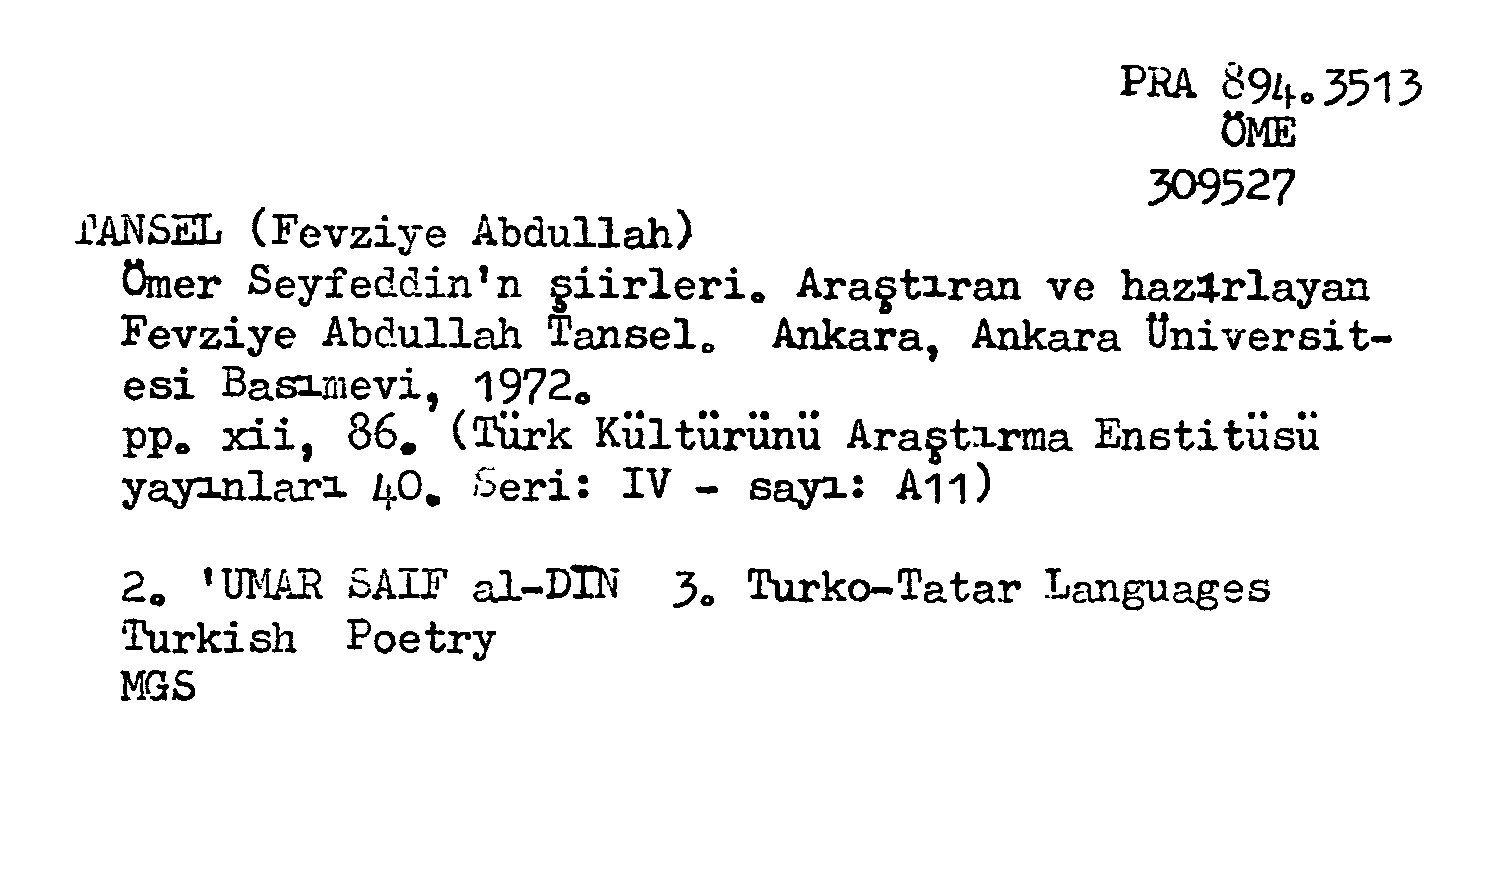 PRA 894.3513
ÖME
309527
TANSEL (Fevziye Abdullah)
Ömer Seyfeddin'n şiirleri. Araştıran ve hazırlayan
Fevziye Abdullah Tansel. Ankara, Ankara Üniversit-
esi Basımevi, 1972.
pp. xii, 86. (Türk Kültürünü Araştırma Enstitüsü
yayınları 40. Seri: IV - sayı: A11)
2. 'UMAR SAIF al-DIN 3. Turko-Tatar Languages
Turkish Poetry
MGS